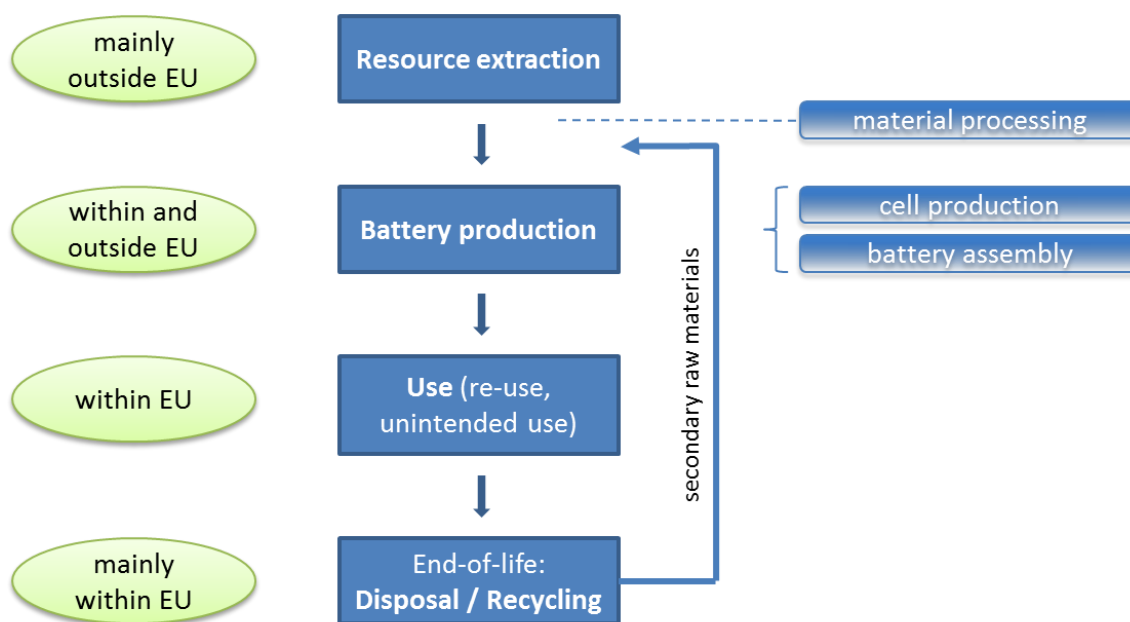 mainly
outside EU
Resource extraction
material processing
within and
outside EU
Battery production
cell production
battery assembly
secondary raw materials
within EU
Use (re-use,
unintended use)
mainly
within EU
End-of-life:
Disposal / Recycling